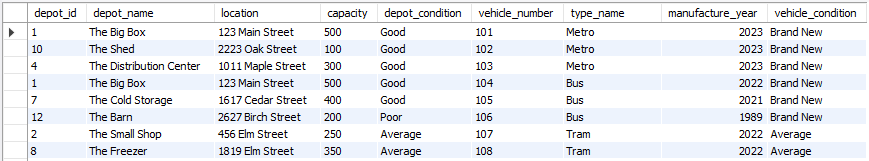 depot_id depot_name location capacity depot_condition vehicle_number type_name manufacture_year vehicle_condition
1 The Big Box 123 Main Street 500 Good 101 Metro 2023 Brand New
10 The Shed 2223 Oak Street 100 Good 102 Metro 2023 Brand New
4 The Distribution Center 1011 Maple Street 300 Good 103 Metro 2023 Brand New
1 The Big Box 123 Main Street 500 Good 104 Bus 2022 Brand New
7 The Cold Storage 1617 Cedar Street 400 Good 105 Bus 2021 Brand New
12 The Barn 2627 Birch Street 200 Poor 106 Bus 1989 Brand New
2 The Small Shop 456 Elm Street 250 Average 107 Tram 2022 Average
8 The Freezer 1819 Elm Street 350 Average 108 Tram 2022 Average